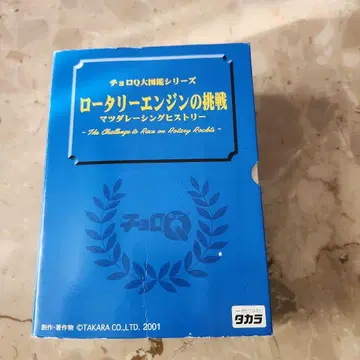 チョロQ大図鑑シリーズ
ロータリーエンジンの挑戦
マツダレーシングヒストリー
- The Challenge to Race on Rotary Rockts -
チョロQ
創作・著作物 ©TAKARA CO.,LTD. 2001
タカラ